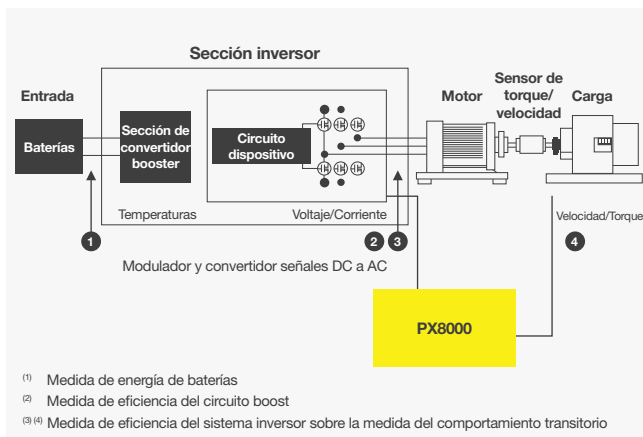 Sección inversor
Entrada
Baterías
Sección de
convertidor
booster
Circuito
dispositivo
Motor
Sensor de
torque/
velocidad
Carga
Temperaturas
Voltaje/Corriente
Velocidad/Torque
1
2
3
4
Modulador y convertidor señales DC a AC
PX8000
(1) Medida de energía de baterías
(2) Medida de eficiencia del circuito boost
(3) (4) Medida de eficiencia del sistema inversor sobre la medida del comportamiento transitorio